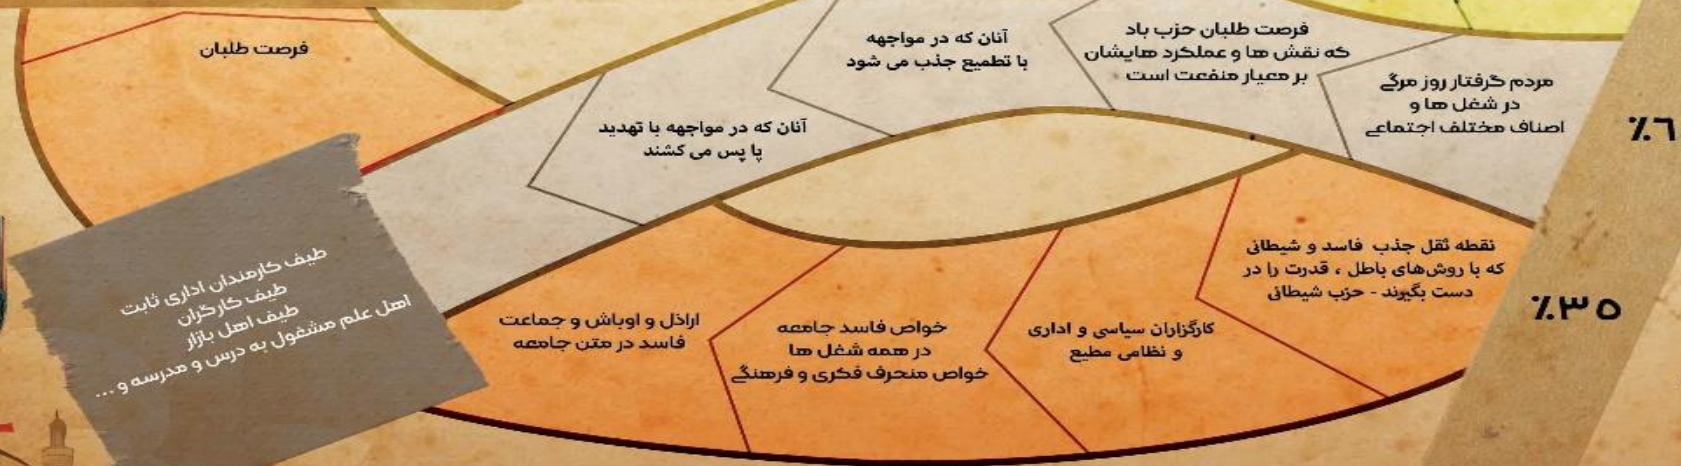 فرصت طلبان حزب باد
که نقش ها و عملکرد هایشان
بر معیار منفعت است
آنان که در مواجهه
با تطمیع جذب می شود
فرصت طلبان
مردم گرفتار روز مرگی
در شغل ها و
اصناف مختلف اجتماعی
٪٦
آنان که در مواجهه با تهدید
پا پس می کشند
نقطه ثقل جذب فاسد و شیطانی
که با روش‌های باطل ، قدرت را در
دست بگیرند - حزب شیطانی
٪۳۵
کارگزاران سیاسی و اداری
و نظامی مطیع
خواص فاسد جامعه
در همه شغل ها
خواص منحرف فکری و فرهنگی
اراذل و اوباش و جماعت
فاسد در متن جامعه
طیف کارمندان اداری ثابت
طیف کارگران
طیف اهل بازار
اهل علم مشغول به درس و مدرسه و ...